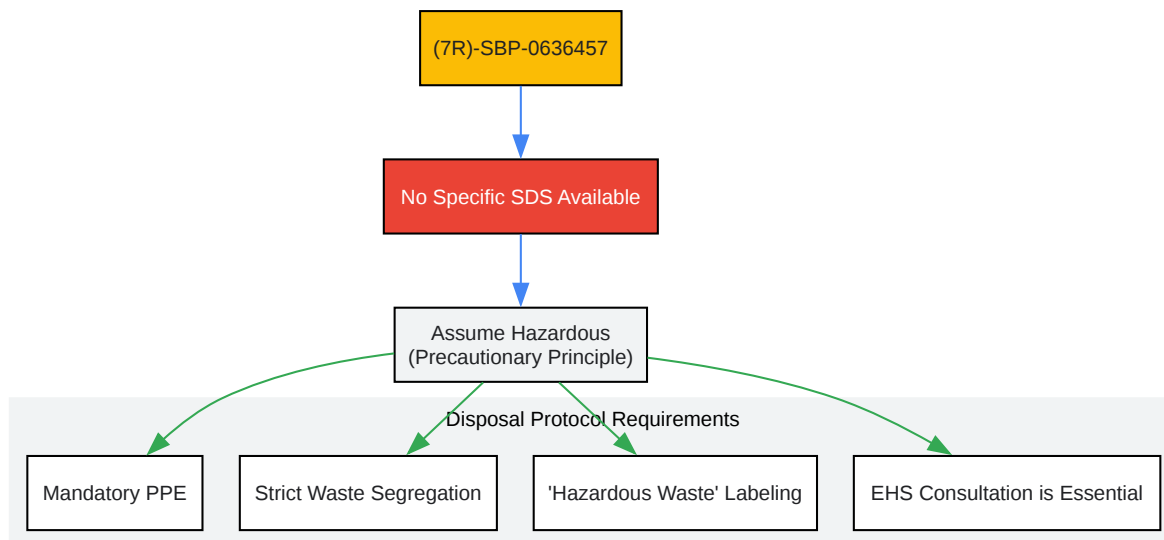 (7R)-SBP-0636457
No Specific SDS Available
Assume Hazardous
(Precautionary Principle)
Disposal Protocol Requirements
Mandatory PPE
Strict Waste Segregation
'Hazardous Waste' Labeling
EHS Consultation is Essential